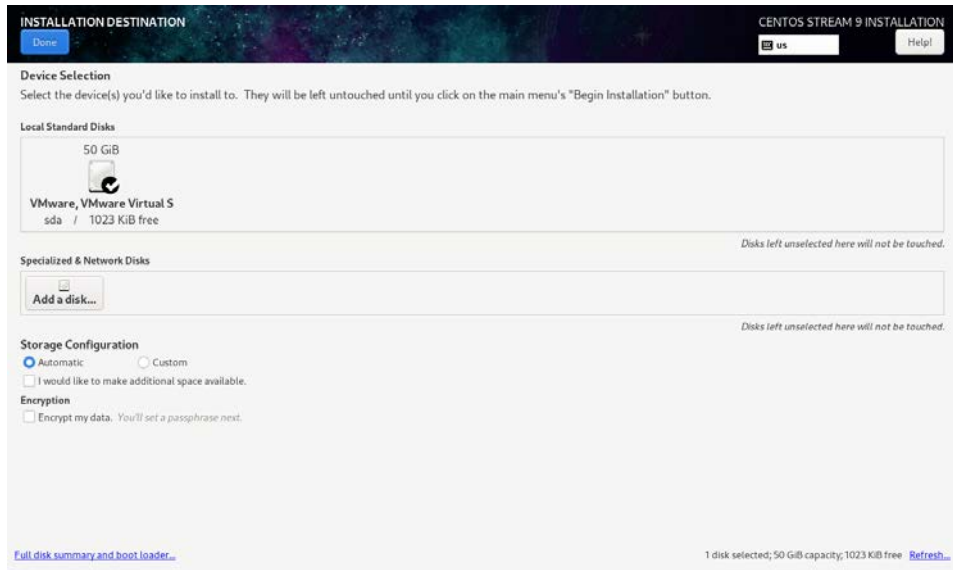 INSTALLATION DESTINATION
CENTOS STREAM 9 INSTALLATION
Done
us
Help!
Device Selection
Select the device(s) you'd like to install to. They will be left untouched until you click on the main menu's "Begin Installation" button.
Local Standard Disks
50 GiB
VMware, VMware Virtual S
sda / 1023 KiB free
Disks left unselected here will not be touched.
Specialized & Network Disks
Add a disk...
Disks left unselected here will not be touched.
Storage Configuration
Automatic Custom
I would like to make additional space available.
Encryption
Encrypt my data. You'll set a passphrase next.
Full disk summary and boot loader... 1 disk selected; 50 GiB capacity; 1023 KiB free Refresh...